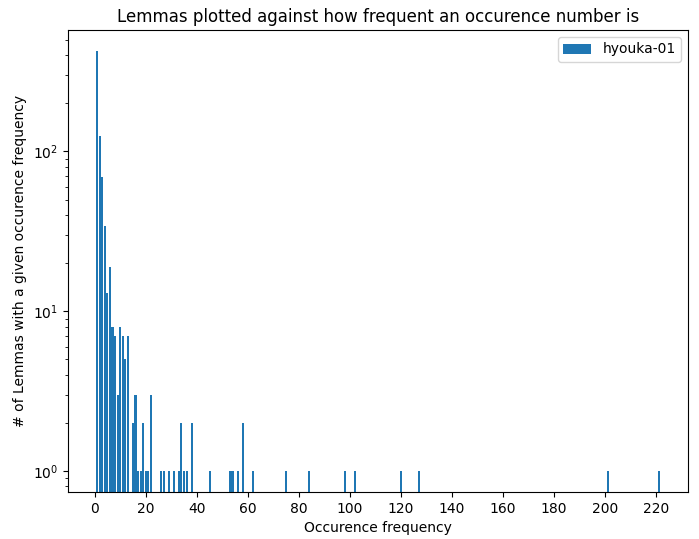 Lemmas plotted against how frequent an occurence number is
hyouka-01
# of Lemmas with a given occurence frequency
10²
10¹
10⁰
0 20 40 60 80 100 120 140 160 180 200 220
Occurence frequency